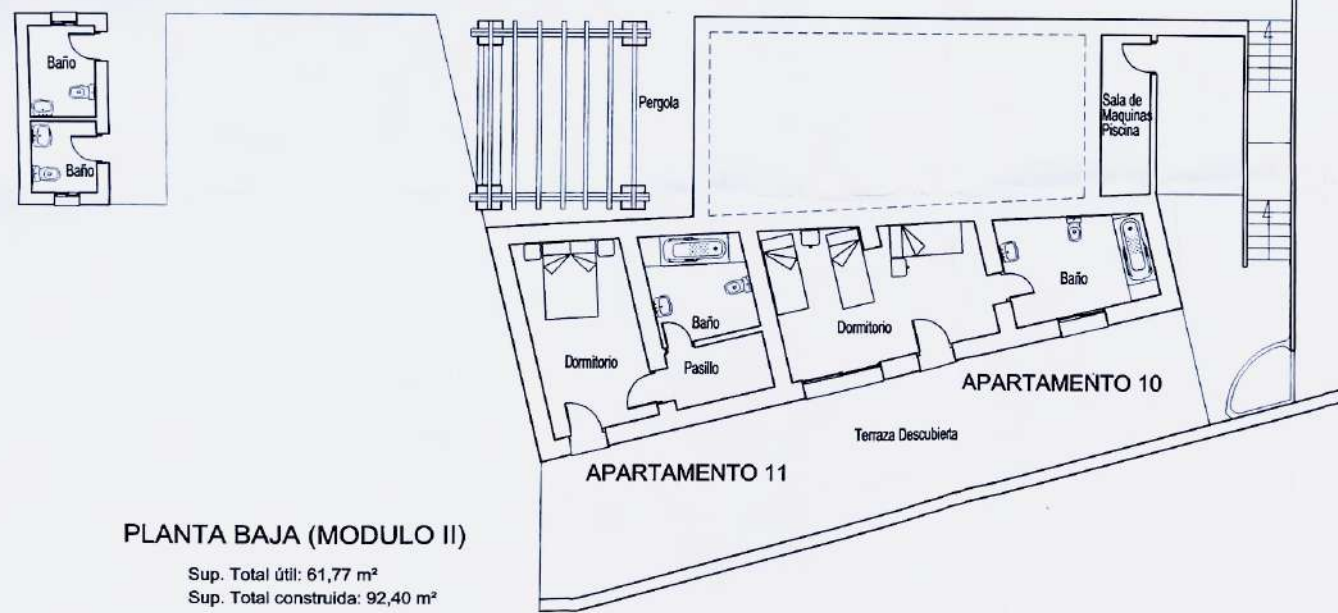 Baño
Baño
Pergola
Sala de
Maquinas
Piscina
Dormitorio
Baño
Pasillo
Dormitorio
Baño
APARTAMENTO 10
Terraza Descubierta
APARTAMENTO 11
PLANTA BAJA (MODULO II)
Sup. Total útil: 61,77 m²
Sup. Total construida: 92,40 m²